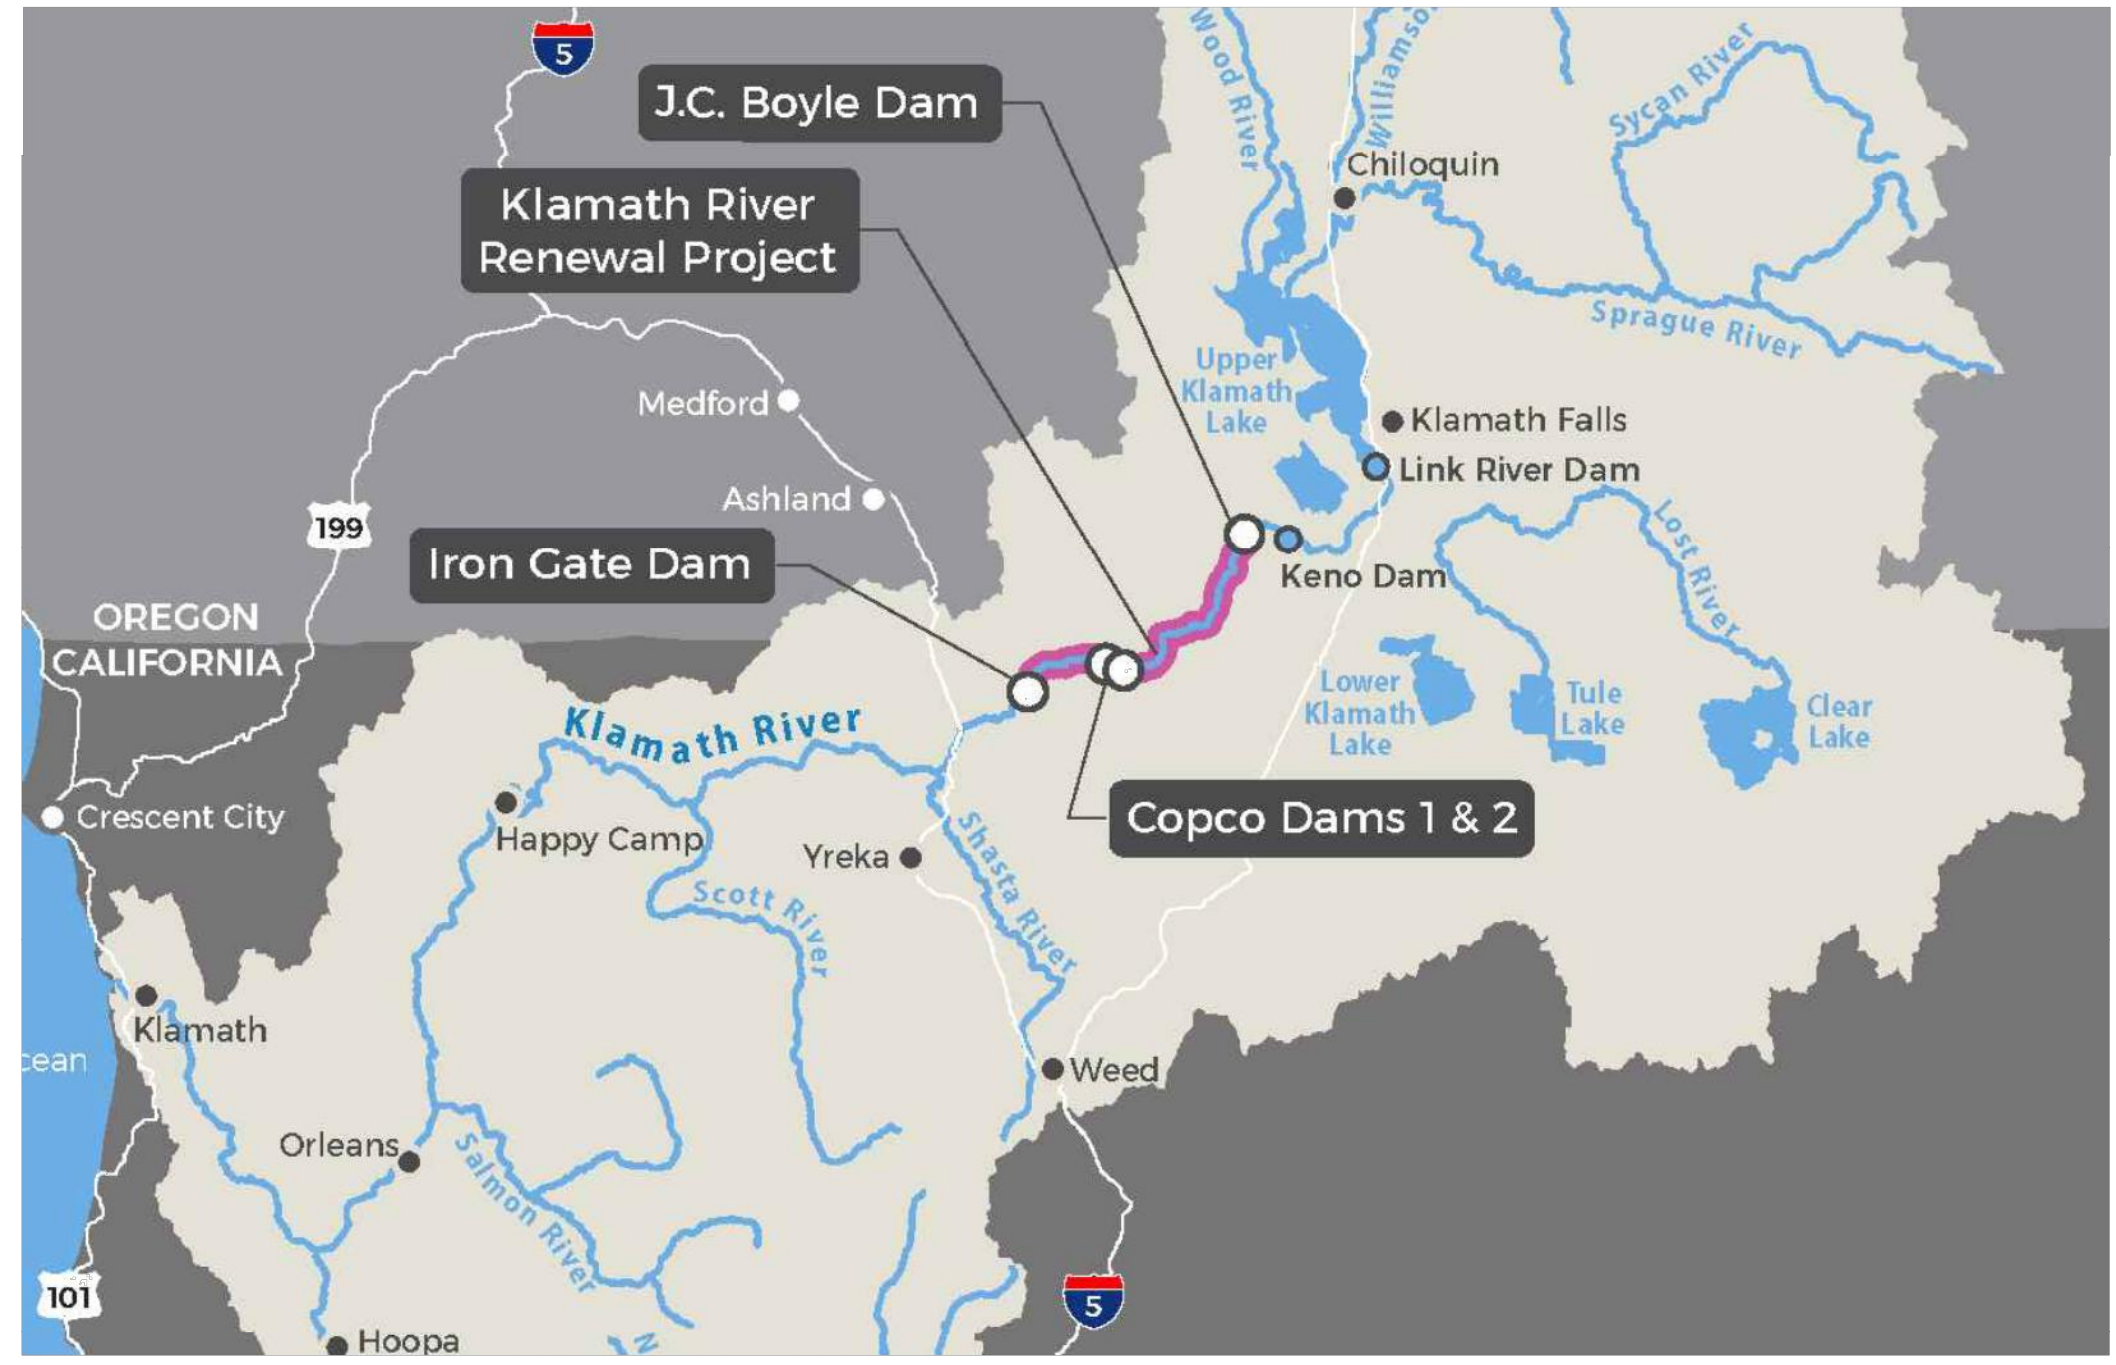 5
Wood River
Williamso
Sycan River
J.C. Boyle Dam
Chiloquin
Klamath River
Renewal Project
Sprague River
Upper
Klamath
Lake
Medford
Klamath Falls
Link River Dam
Ashland
199
Lost River
Iron Gate Dam
Keno Dam
OREGON
CALIFORNIA
Lower
Klamath
Lake
Tule
Lake
Clear
Lake
Klamath River
Crescent City
Copco Dams 1 & 2
Happy Camp
Yreka
Shasta River
Scott River
Klamath
cean
Weed
Orleans
Salmon River
101
5
Hoopa
N